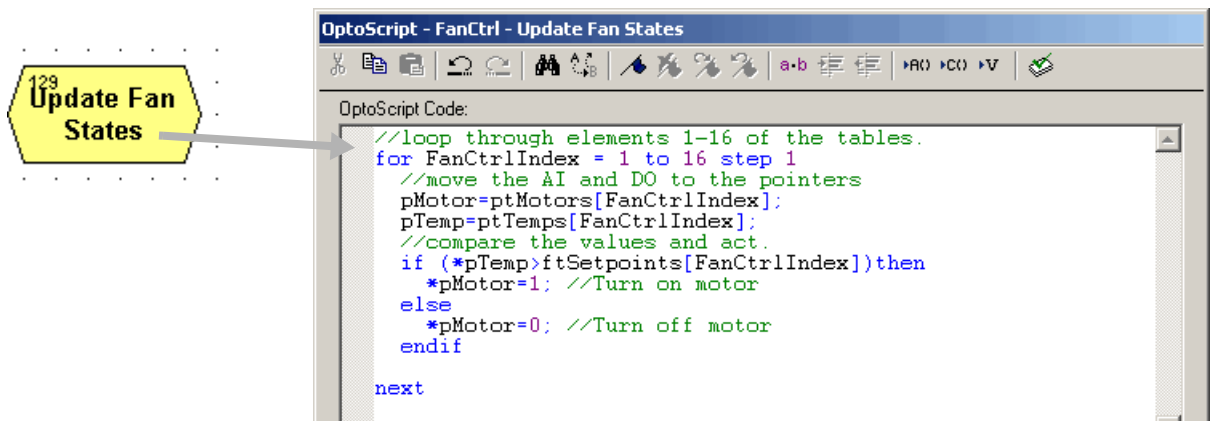 129
Update Fan
States
OptoScript - FanCtrl - Update Fan States
a•b
AO CO V
OptoScript Code:
//loop through elements 1-16 of the tables.
for FanCtrlIndex = 1 to 16 step 1
//move the AI and DO to the pointers
pMotor=ptMotors[FanCtrlIndex];
pTemp=ptTemps[FanCtrlIndex];
//compare the values and act.
if (*pTemp>ftSetpoints[FanCtrlIndex])then
*pMotor=1; //Turn on motor
else
*pMotor=0; //Turn off motor
endif
next